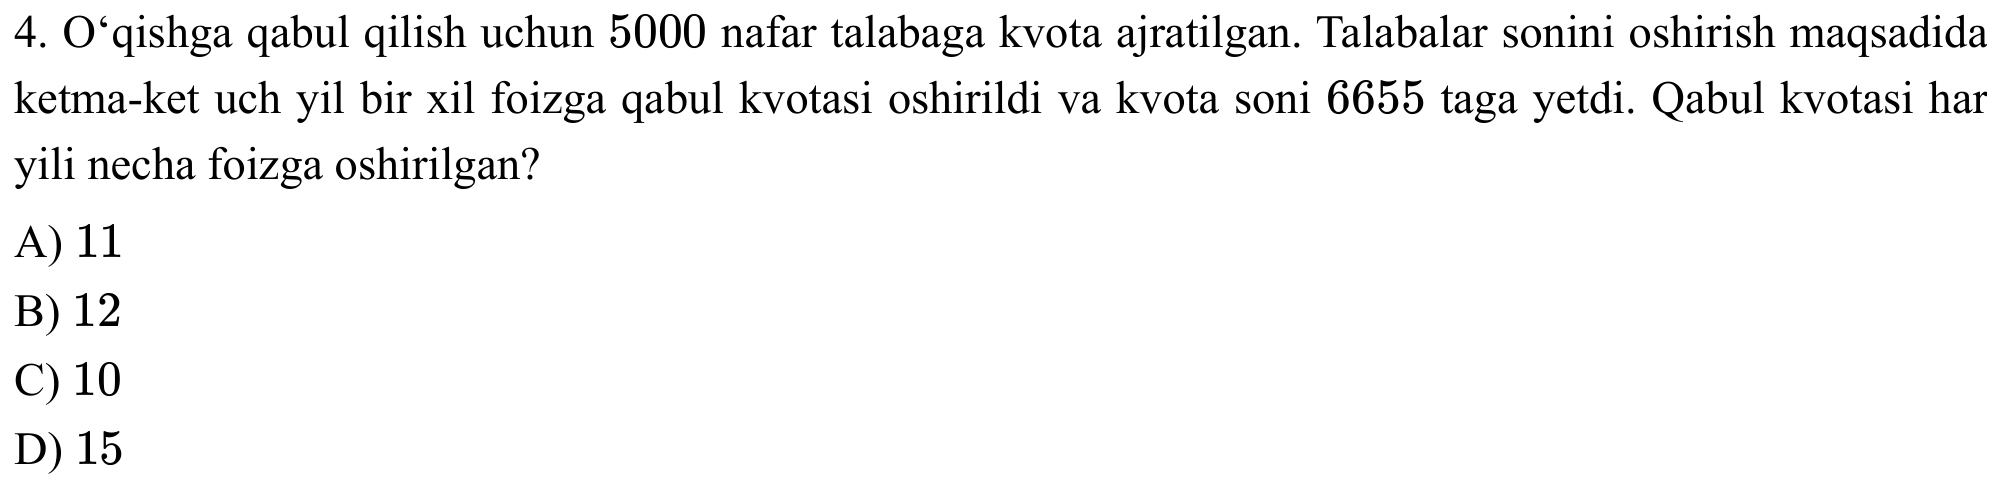 4. O‘qishga qabul qilish uchun 5000 nafar talabaga kvota ajratilgan. Talabalar sonini oshirish maqsadida
ketma-ket uch yil bir xil foizga qabul kvotasi oshirildi va kvota soni 6655 taga yetdi. Qabul kvotasi har
yili necha foizga oshirilgan?
A) 11
B) 12
C) 10
D) 15